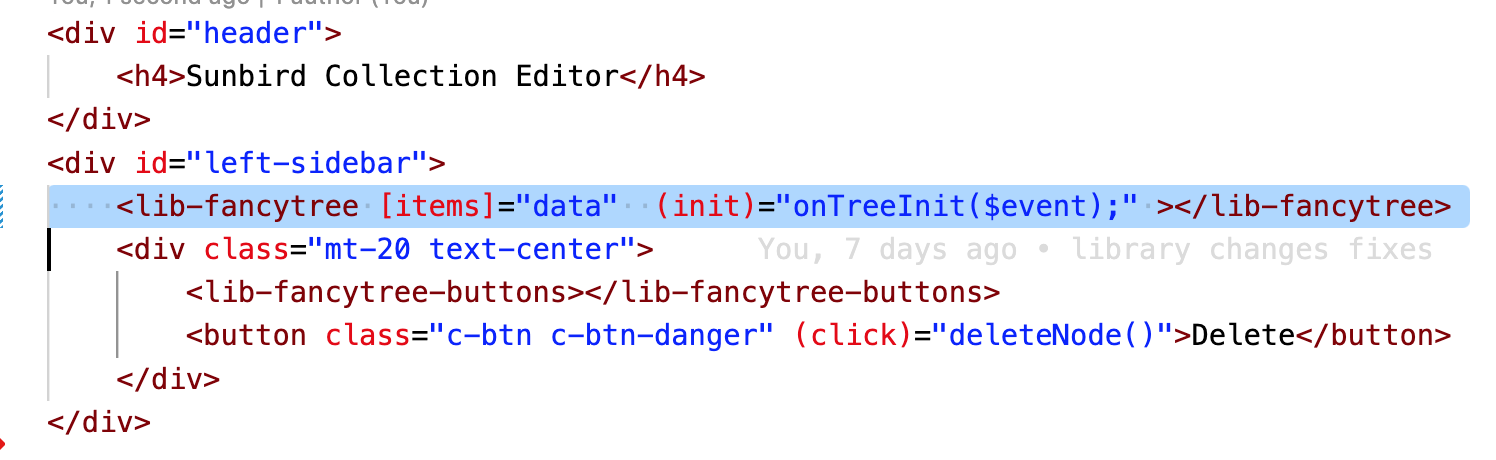 <div id="header">
<h4>Sunbird Collection Editor</h4>
</div>
<div id="left-sidebar">
<lib-fancytree [items]="data"  (init)="onTreeInit($event);" ></lib-fancytree>
<div class="mt-20 text-center"> You, 7 days ago • library changes fixes
<lib-fancytree-buttons></lib-fancytree-buttons>
<button class="c-btn c-btn-danger" (click)="deleteNode()">Delete</button>
</div>
</div>